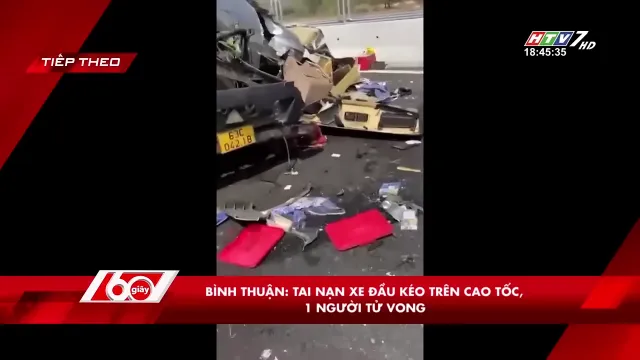 TIẾP THEO
HTV7 HD
18:45:35
63C
042.18
60 giây
BÌNH THUẬN: TAI NẠN XE ĐẦU KÉO TRÊN CAO TỐC,
1 NGƯỜI TỬ VONG